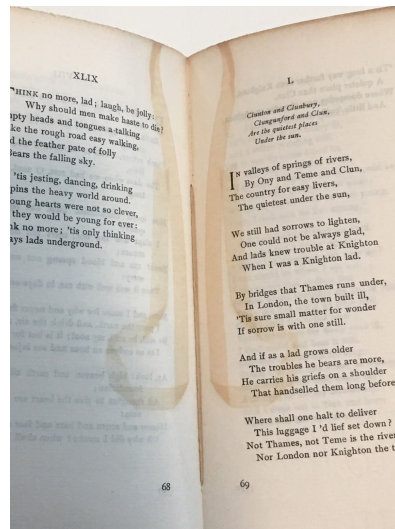 XLIX
HINK no more, lad; laugh, be jolly:
Why should men make haste to die?
pty heads and tongues a-talking
ke the rough road easy walking,
d the feather pate of folly
ears the falling sky.
'tis jesting, dancing, drinking
pins the heavy world around.
oung hearts were not so clever,
they would be young for ever:
nk no more; 'tis only thinking
ays lads underground.
68
L
Clunton and Clunbury,
Clungunford and Clun,
Are the quietest places
Under the sun.
IN valleys of springs of rivers,
By Ony and Teme and Clun,
The country for easy livers,
The quietest under the sun,
We still had sorrows to lighten,
One could not be always glad,
And lads knew trouble at Knighton
When I was a Knighton lad.
By bridges that Thames runs under,
In London, the town built ill,
'Tis sure small matter for wonder
If sorrow is with one still.
And if as a lad grows older
The troubles he bears are more,
He carries his griefs on a shoulder
That handselled them long before
Where shall one halt to deliver
This luggage I 'd lief set down?
Not Thames, not Teme is the river
Nor London nor Knighton the t
69